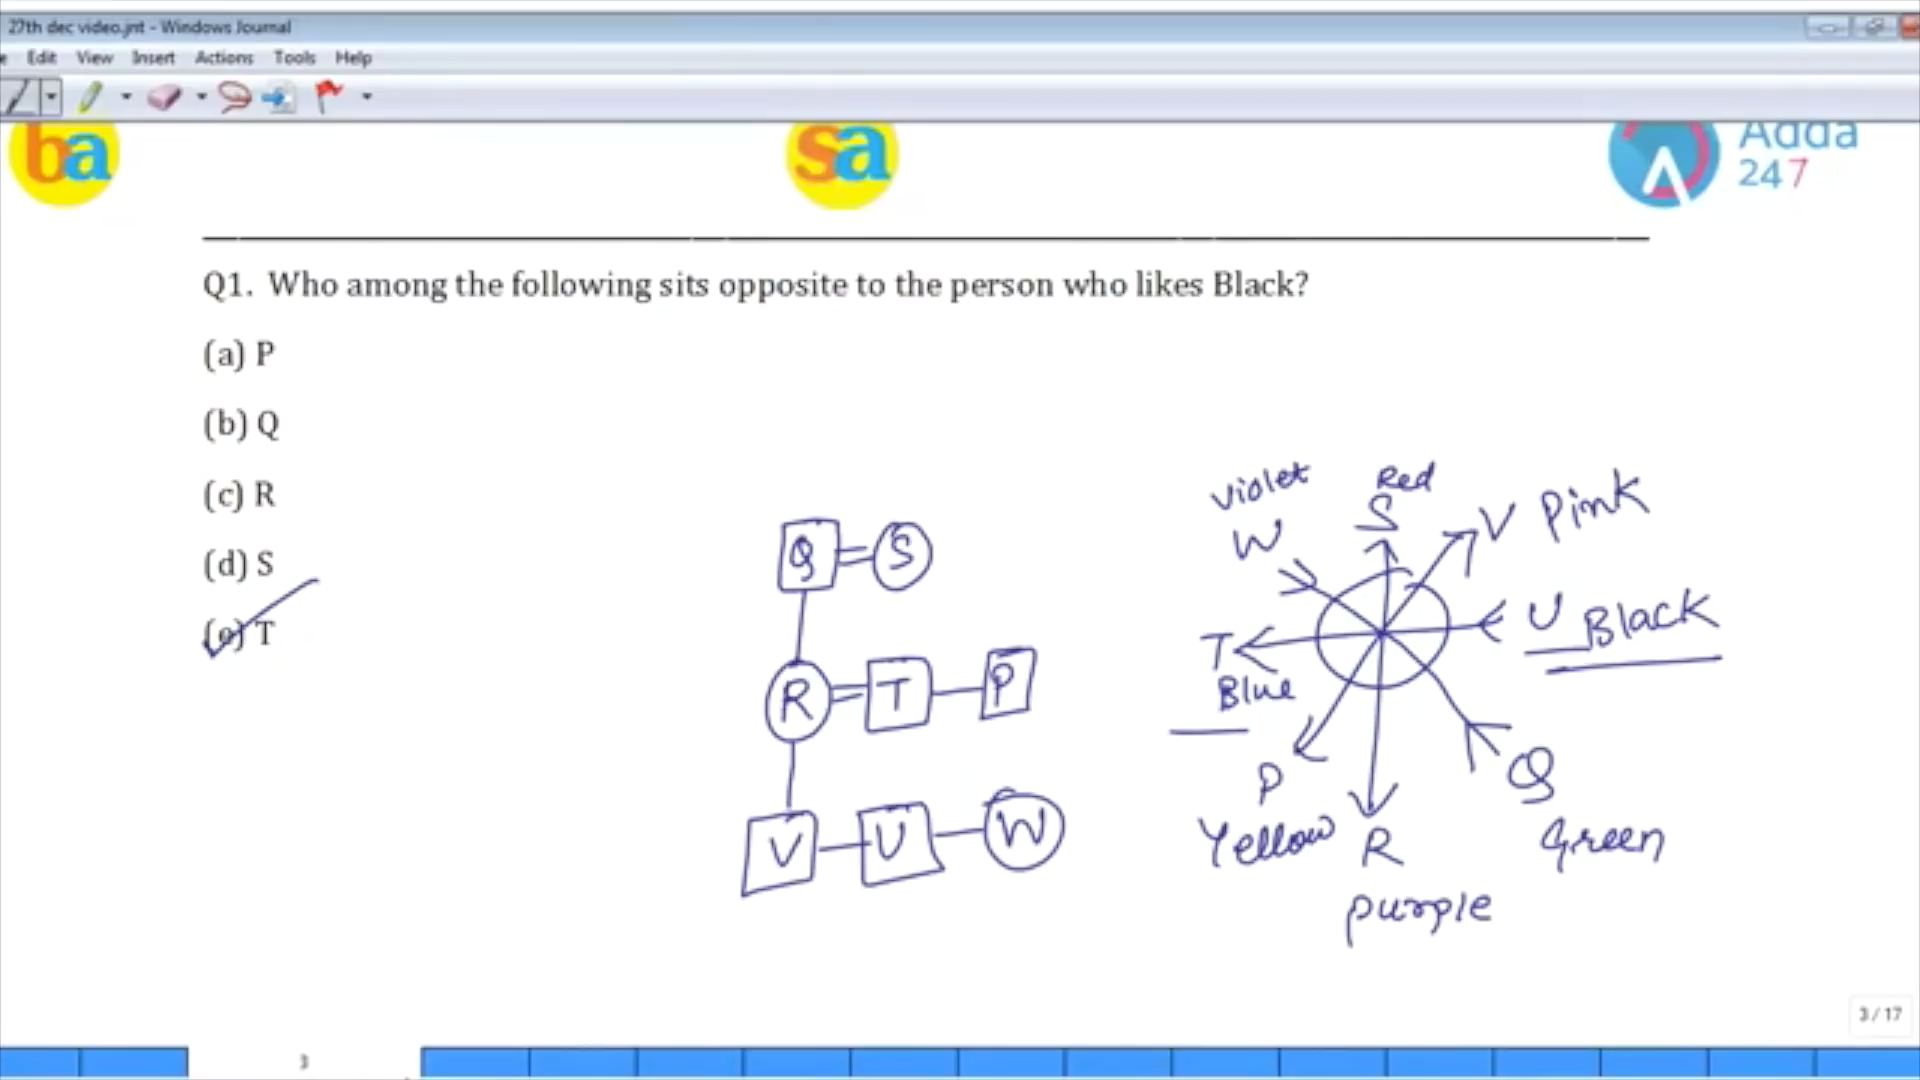 27th dec video.jnt - Windows Journal
Edit View Insert Actions Tools Help
ba
sa
Adda
247
Q1. Who among the following sits opposite to the person who likes Black?
(a) P
(b) Q
(c) R
(d) S
(e) T
Q S
R T P
V U W
Violet Red
W S V Pink
T U Black
Blue
P Q
Yellow R Green
purple
3 / 17
3